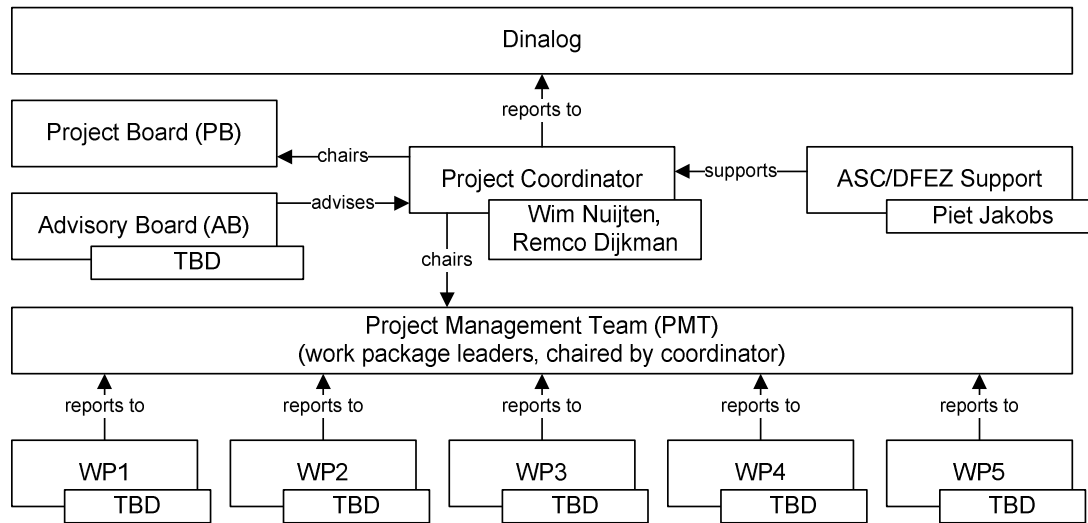 Dinalog
reports to
Project Board (PB)
chairs
Project Coordinator
Wim Nuijten,
Remco Dijkman
supports
ASC/DFEZ Support
Piet Jakobs
Advisory Board (AB)
TBD
advises
chairs
Project Management Team (PMT)
(work package leaders, chaired by coordinator)
reports to
reports to
reports to
reports to
reports to
WP1
TBD
WP2
TBD
WP3
TBD
WP4
TBD
WP5
TBD